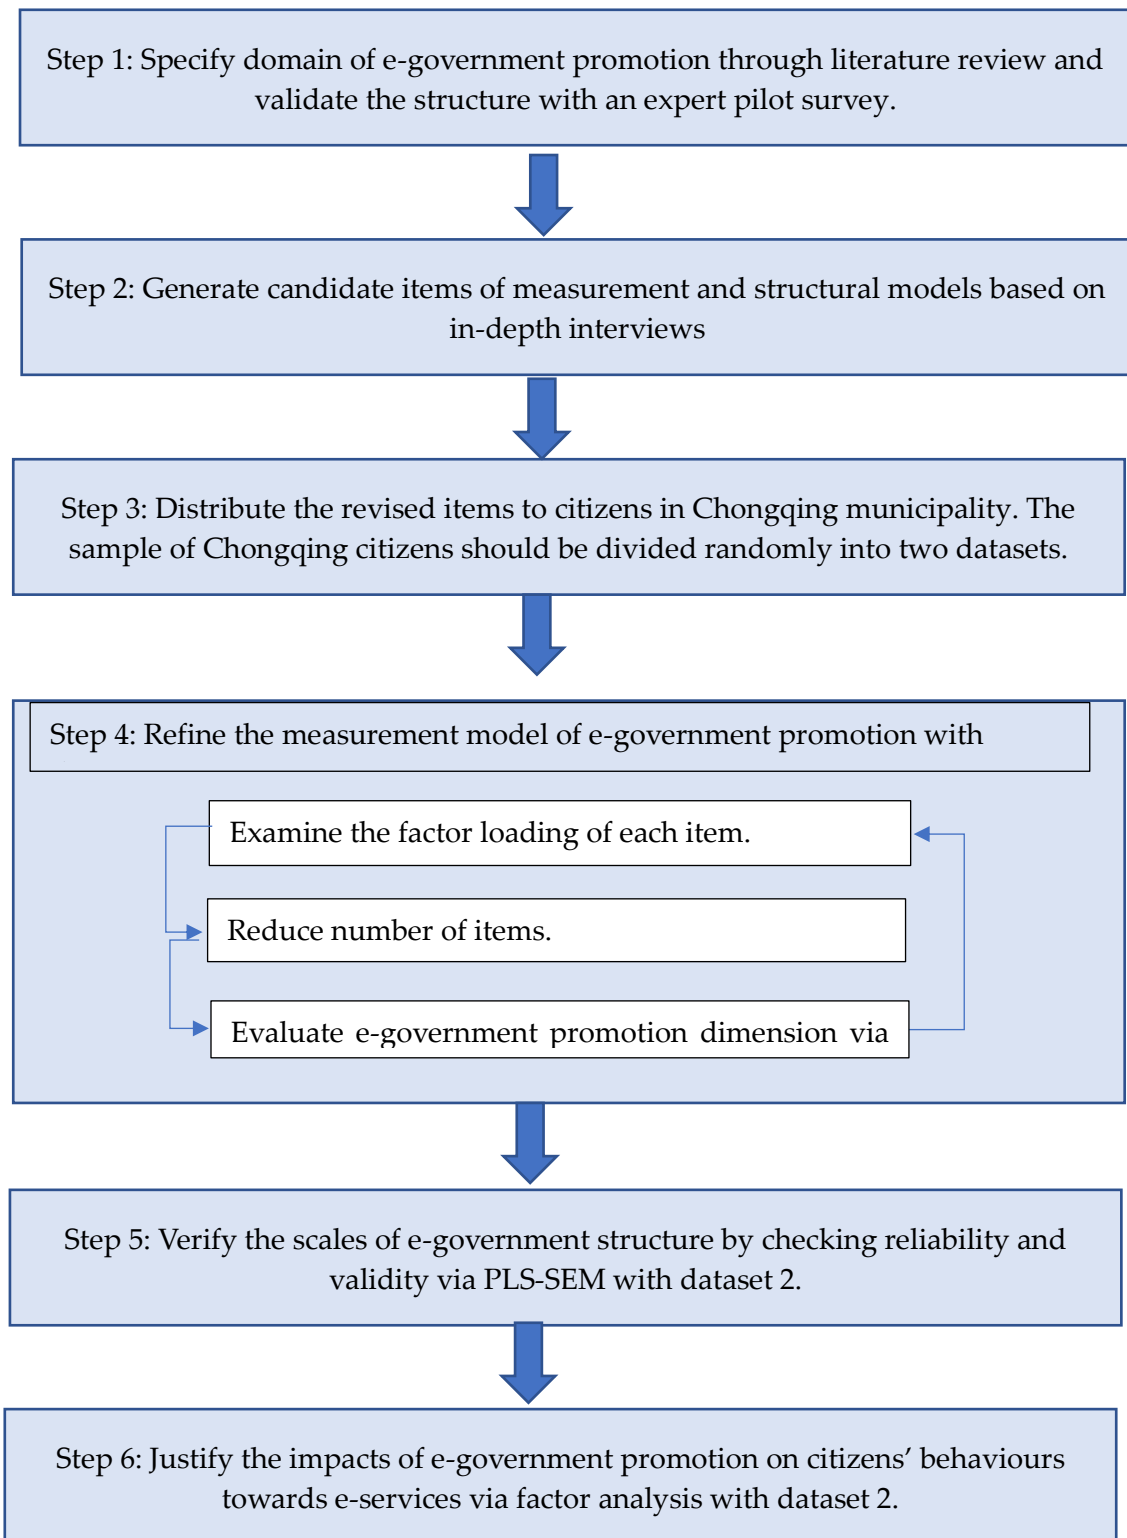 Step 1: Specify domain of e-government promotion through literature review and
validate the structure with an expert pilot survey.
Step 2: Generate candidate items of measurement and structural models based on
in-depth interviews
Step 3: Distribute the revised items to citizens in Chongqing municipality. The
sample of Chongqing citizens should be divided randomly into two datasets.
Step 4: Refine the measurement model of e-government promotion with
Examine the factor loading of each item.
Reduce number of items.
Evaluate e-government promotion dimension via
Step 5: Verify the scales of e-government structure by checking reliability and
validity via PLS-SEM with dataset 2.
Step 6: Justify the impacts of e-government promotion on citizens’ behaviours
towards e-services via factor analysis with dataset 2.